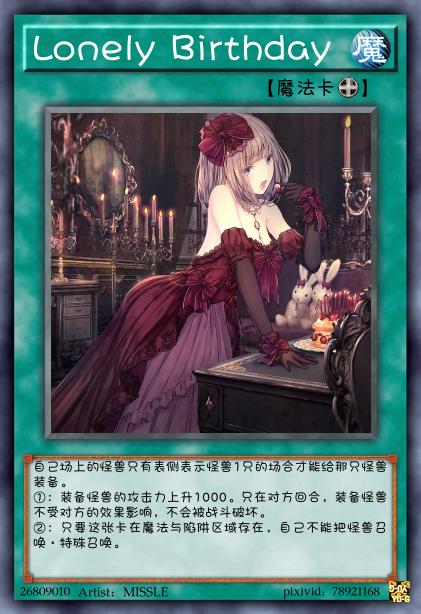 Lonely Birthday 魔
【魔法卡】
自己场上的怪兽只有表侧表示怪兽1只的场合才能给那只怪兽
装备。
①：装备怪兽的攻击力上升1000。只在对方回合，装备怪兽
不受对方的效果影响，不会被战斗破坏。
②：只要这张卡在魔法与陷阱区域存在，自己不能把怪兽召
唤·特殊召唤。
26809010 Artist：MISSLE pixivid：78921168